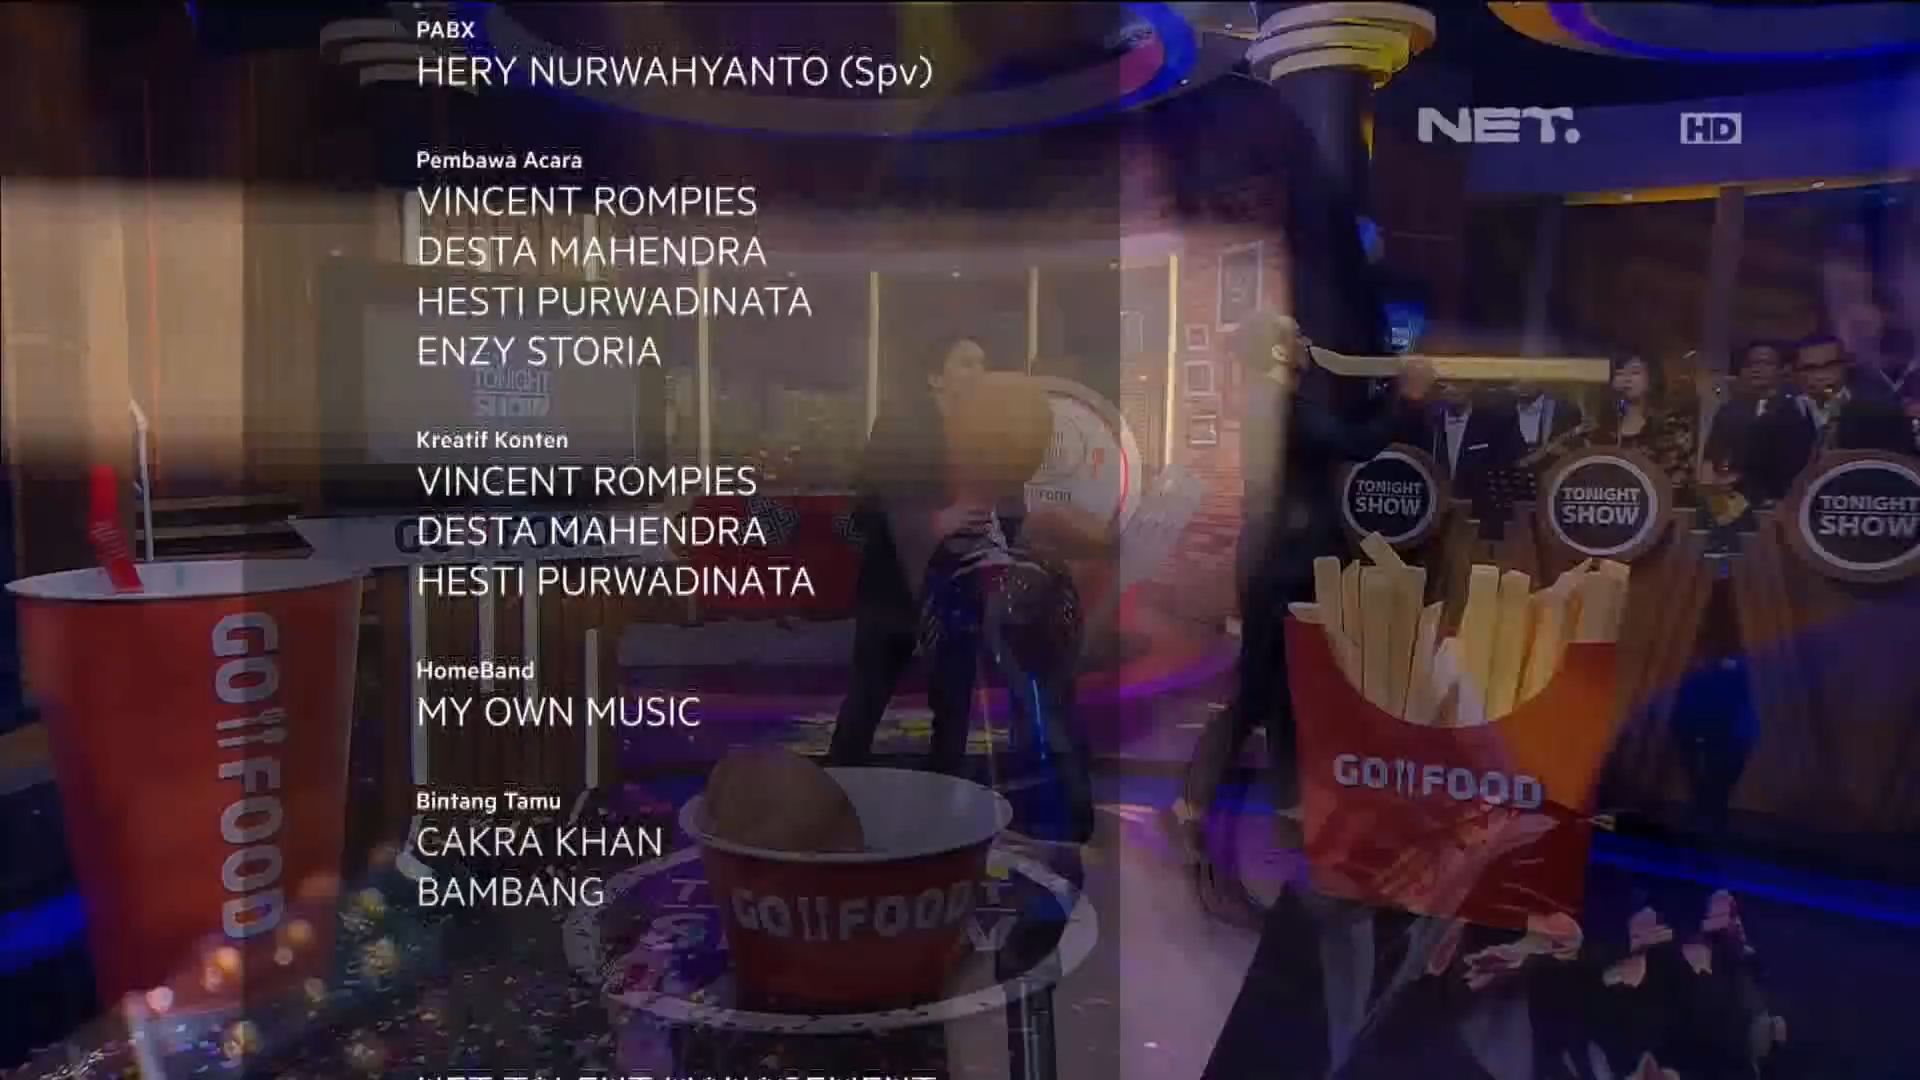 PABX
HERY NURWAHYANTO (Spv)
NET.
HD
Pembawa Acara
VINCENT ROMPIES
DESTA MAHENDRA
HESTI PURWADINATA
ENZY STORIA
TONIGHT
SHOW
Kreatif Konten
VINCENT ROMPIES
DESTA MAHENDRA
HESTI PURWADINATA
TONIGHT
SHOW
TONIGHT
SHOW
TONIGHT
SHOW
HomeBand
MY OWN MUSIC
GO FOOD
GO FOOD
Bintang Tamu
CAKRA KHAN
BAMBANG
GO FOOD